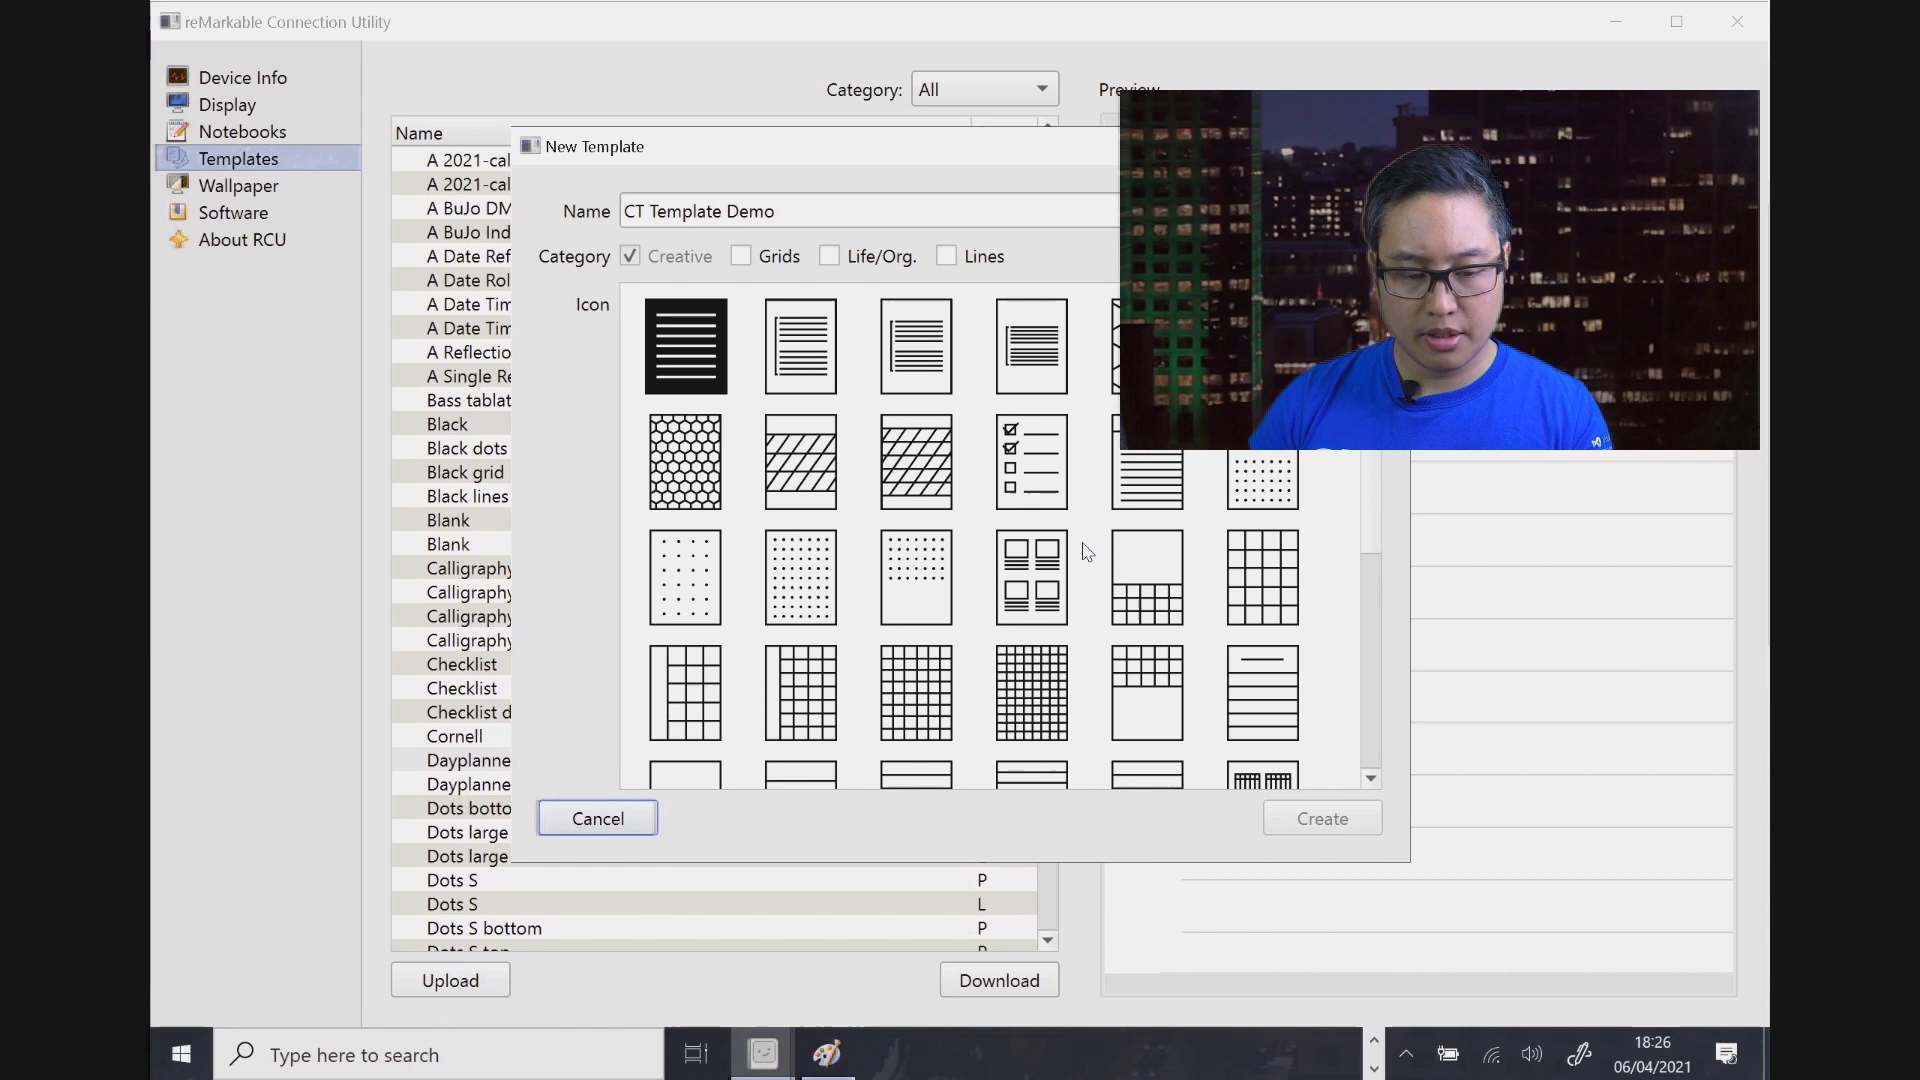 reMarkable Connection Utility
Device Info
Display
Notebooks
Templates
Wallpaper
Software
About RCU
Category: All
Preview
Name
A 2021-cal
A 2021-cal
A BuJo DM
A BuJo Ind
A Date Ref
A Date Rol
A Date Tim
A Date Tim
A Reflectio
A Single Re
Bass tablat
Black
Black dots
Black grid
Black lines
Blank
Blank
Calligraphy
Calligraphy
Calligraphy
Calligraphy
Checklist
Checklist
Checklist d
Cornell
Dayplanne
Dayplanne
Dots botto
Dots large
Dots large
Dots S P
Dots S L
Dots S bottom P
Dots S top P
New Template
Name CT Template Demo
Category Creative Grids Life/Org. Lines
Icon
Cancel
Create
Upload
Download
Type here to search
18:26
06/04/2021